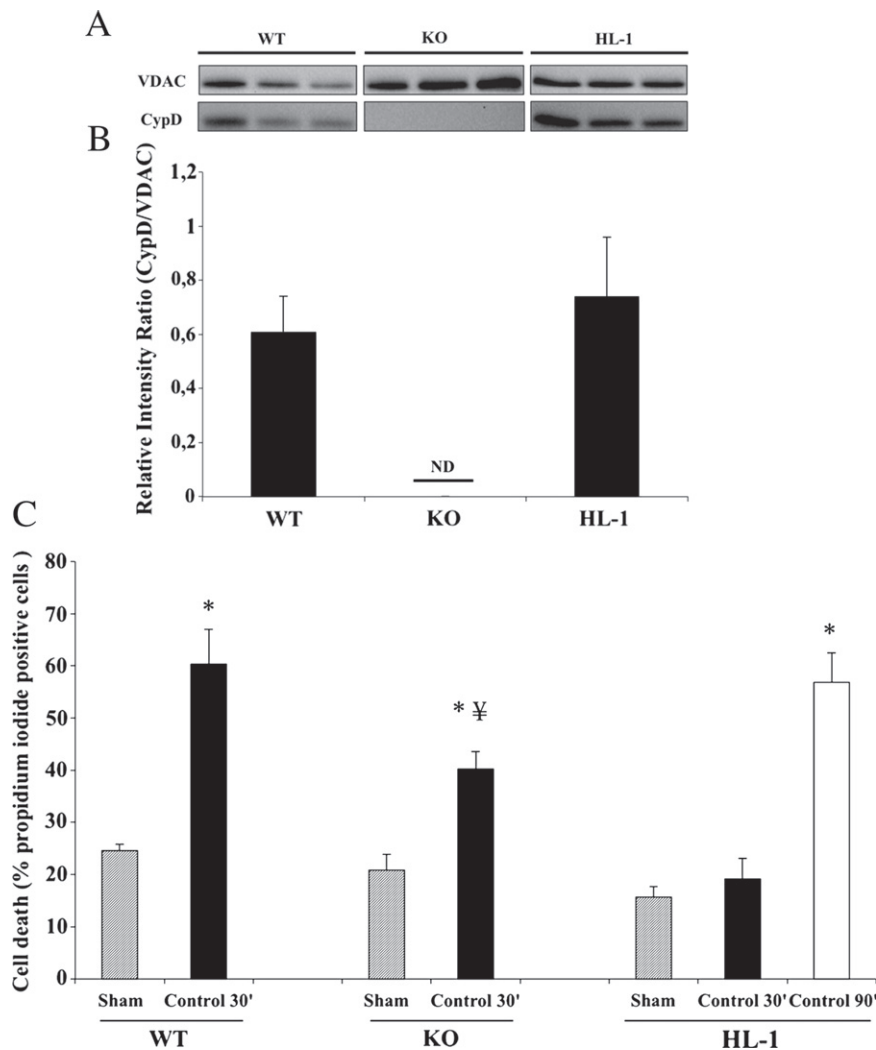 A
WT KO HL-1
VDAC
CypD
B
Relative Intensity Ratio (CypD/VDAC)
1,2
1
0,8
0,6
0,4
0,2
0
ND
WT KO HL-1
C
Cell death (% propidium iodide positive cells )
80
70
60
50
40
30
20
10
0
*
* ¥
*
Sham Control 30' Sham Control 30' Sham Control 30' Control 90'
WT KO HL-1